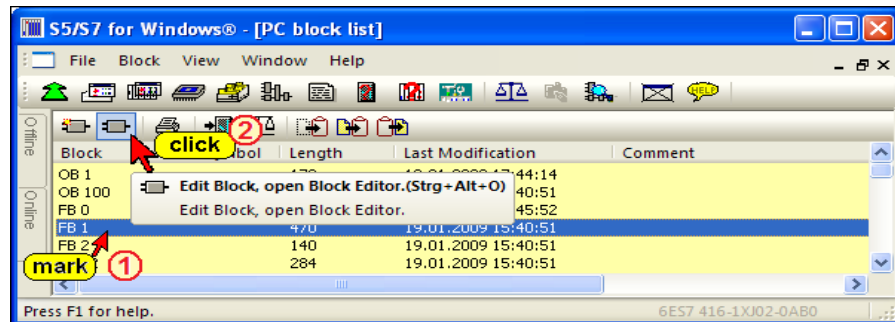 S5/S7 for Windows® - [PC block list]
File Block View Window Help
HELP
Offline
Online
click 2
Block bol Length Last Modification Comment
OB 1 17:44:14
OB 100 40:51
FB 0 45:52
FB 1 470 19.01.2009 15:40:51
FB 2 140 19.01.2009 15:40:51
284 19.01.2009 15:40:51
Edit Block, open Block Editor.(Strg+Alt+O)
Edit Block, open Block Editor.
mark 1
Press F1 for help. 6ES7 416-1XJ02-0AB0